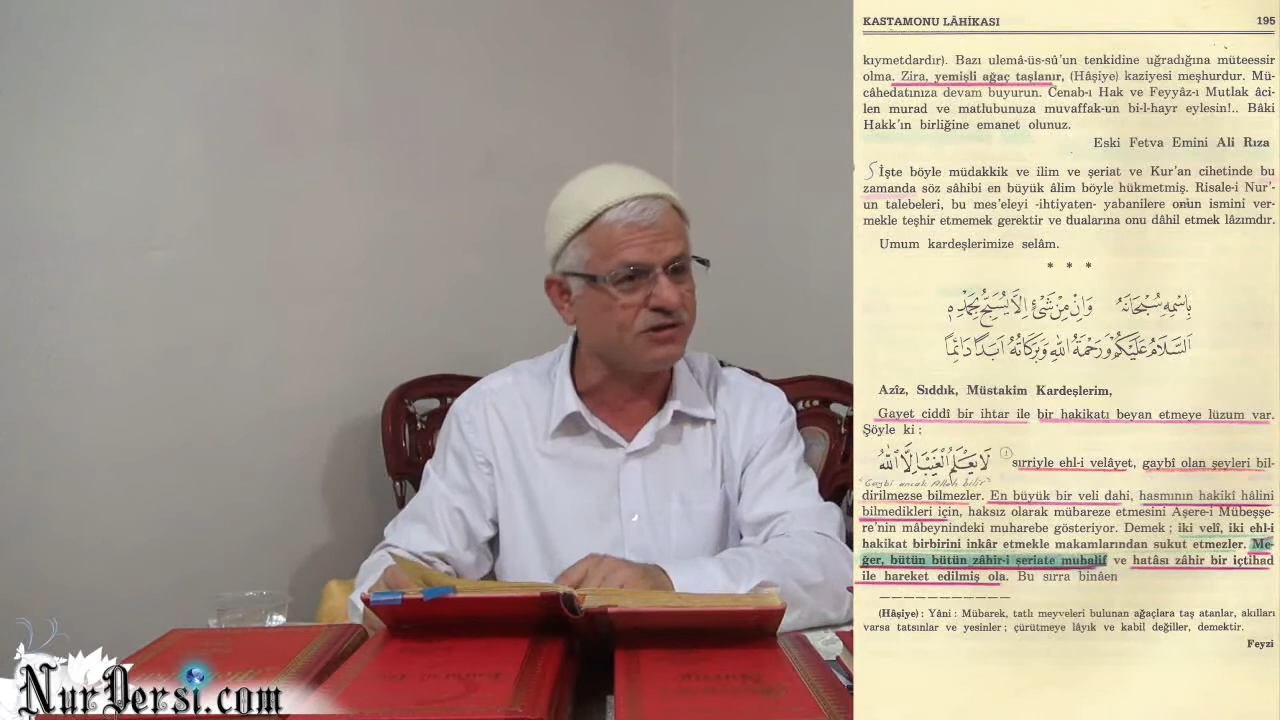 KASTAMONU LÂHİKASI 195
kıymetdardır). Bazı ulemâ-üs-sû'un tenkidine uğradığına müteessir
olma. Zira, yemişli ağaç taşlanır, (Hâşiye) kaziyesi meşhurdur. Mü-
câhedatınıza devam buyurun. Cenab-ı Hak ve Feyyâz-ı Mutlak âci-
len murad ve matlubunuza muvaffak-un bi-l-hayr eylesin!.. Bâki
Hakk'ın birliğine emanet olunuz.
Eski Fetva Emini Ali Rıza
İşte böyle müdakkik ve ilim ve şeriat ve Kur'an cihetinde bu
zamanda söz sâhibi en büyük âlim böyle hükmetmiş. Risale-i Nur'-
un talebeleri, bu mes'eleyi -ihtiyaten- yabanilere onun ismini ver-
mekle teşhir etmemek gerektir ve dualarına onu dâhil etmek lâzımdır.
Umum kardeşlerimize selâm.
* * *
بِاسْمِهِ سُبْحَانَهُ وَاِنْ مِنْ شَيْءٍ اِلَّا يُسَبِّحُ بِحَمْدِهِ
اَلسَّلَامُ عَلَيْكُمْ وَرَحْمَةُ اللّٰهِ وَبَرَكَاتُهُ اَبَدًا دَائِمًا
Azîz, Sıddık, Müstakim Kardeşlerim,
Gayet ciddî bir ihtar ile bir hakikatı beyan etmeye lüzum var.
Şöyle ki :
لَا يَعْلَمُ الْغَيْبَ اِلَّا اللّٰهُ (1) sırriyle ehl-i velâyet, gaybî olan şeyleri bil-
"Gaybı ancak Allah bilir"
dirilmezse bilmezler. En büyük bir veli dahi, hasmının hakikî hâlini
bilmedikleri için, haksız olarak mübareze etmesini Aşere-i Mübeşşe-
re'nin mâbeynindeki muharebe gösteriyor. Demek ; iki velî, iki ehl-i
hakikat birbirini inkâr etmekle makamlarından sukut etmezler. Me-
ğer, bütün bütün zâhir-i şeriate muhalif ve hatâsı zâhir bir içtihad
ile hareket edilmiş ola. Bu sırra binâen
(Hâşiye) : Yâni : Mübarek, tatlı meyveleri bulunan ağaçlara taş atanlar, akılları
varsa tatsınlar ve yesinler ; çürütmeye lâyık ve kabil değiller, demektir.
Feyzi
NurDersi.com